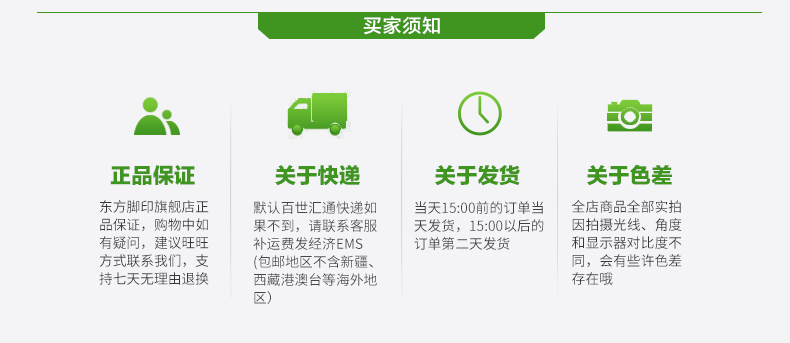 买家须知
正品保证
东方脚印旗舰店正
品保证，购物中如
有疑问，建议旺旺
方式联系我们，支
持七天无理由退换
关于快递
默认百世汇通快递如
果不到，请联系客服
补运费发经济EMS
(包邮地区不含新疆、
西藏港澳台等海外地
区）
关于发货
当天15:00前的订单当
天发货，15:00以后的
订单第二天发货
关于色差
全店商品全部实拍
因拍摄光线、角度
和显示器对比度不
同，会有些许色差
存在哦